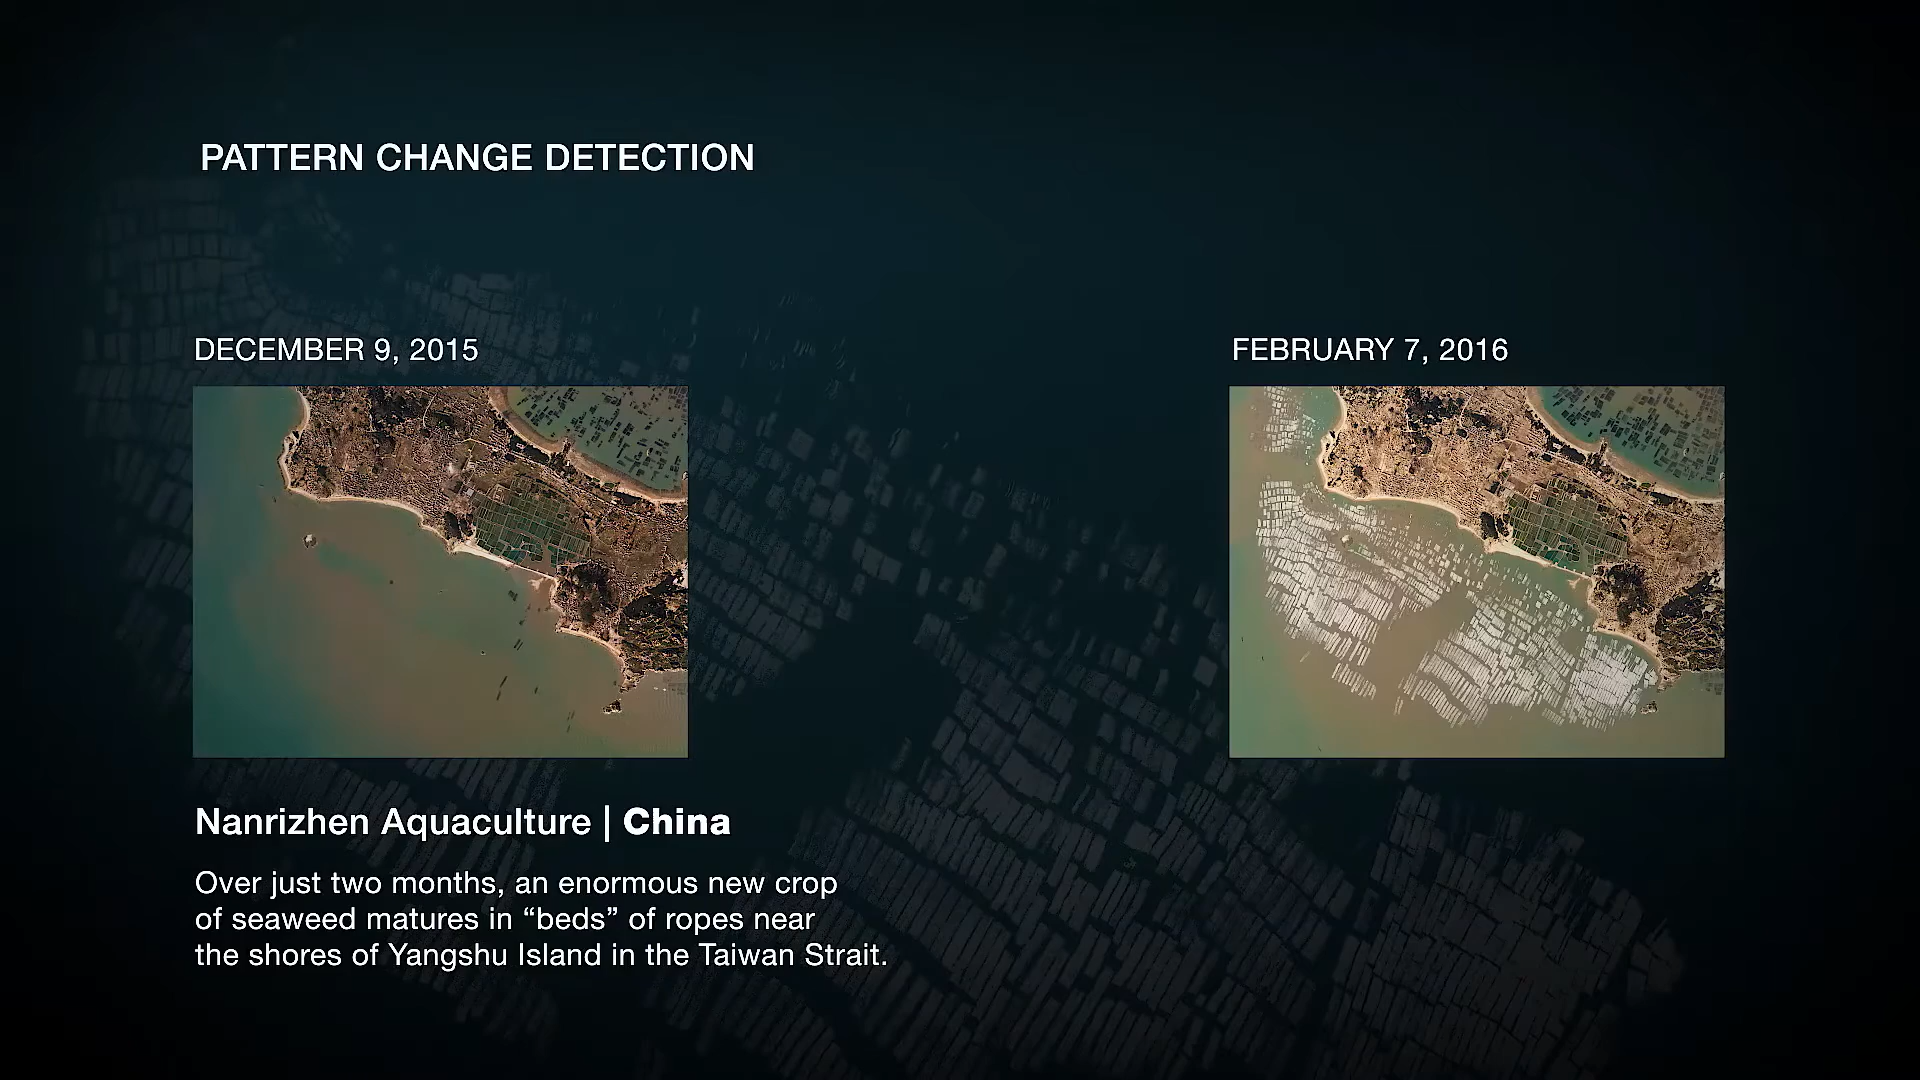 PATTERN CHANGE DETECTION
DECEMBER 9, 2015
FEBRUARY 7, 2016
Nanrizhen Aquaculture | China
Over just two months, an enormous new crop
of seaweed matures in “beds” of ropes near
the shores of Yangshu Island in the Taiwan Strait.